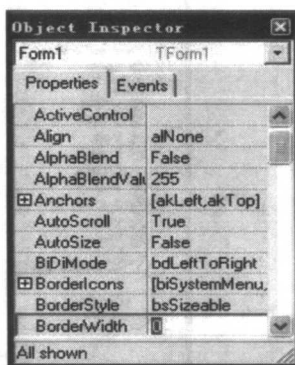 Object Inspector
Form1 TForm1
Properties Events
ActiveControl
Align alNone
AlphaBlend False
AlphaBlendValu 255
Anchors [akLeft,akTop]
AutoScroll True
AutoSize False
BiDiMode bdLeftToRight
BorderIcons [biSystemMenu,
BorderStyle bsSizeable
BorderWidth 0
All shown